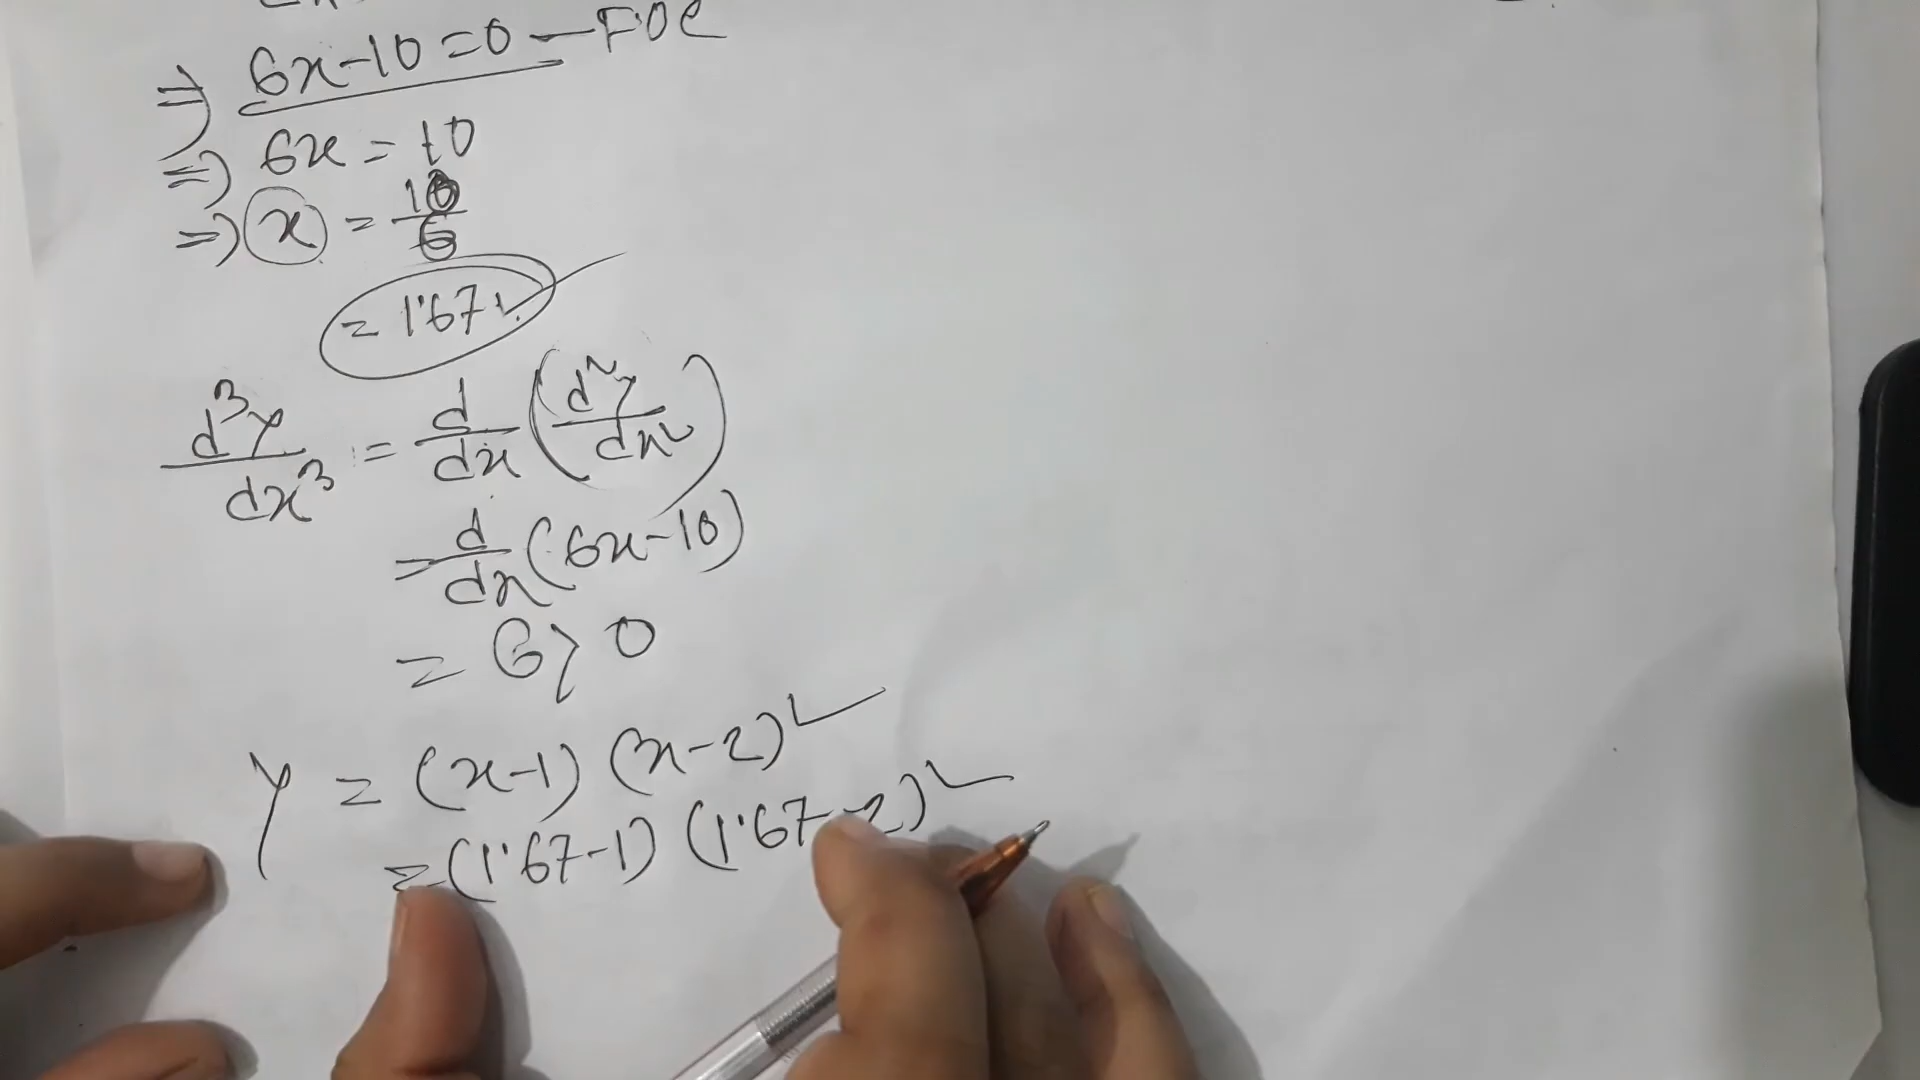 ⇒ 6x-10=0 — FOC
⇒ 6x = 10
⇒ x = 10/6
= 1.67
d³y/dx³ = d/dx (d²y/dx²)
= d/dx (6x-10)
= 6 > 0
y = (x-1) (x-2)²
= (1.67-1) (1.67-2)²